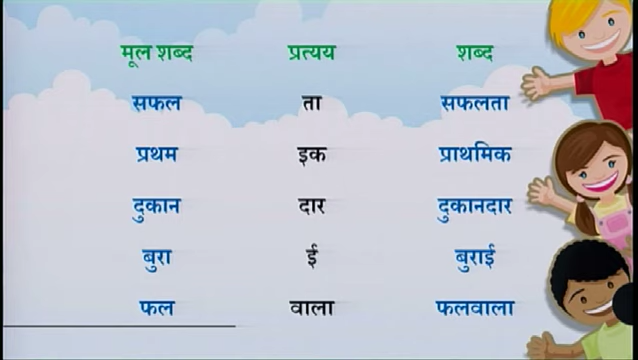 मूल शब्द प्रत्यय शब्द
सफल ता सफलता
प्रथम इक प्राथमिक
दुकान दार दुकानदार
बुरा ई बुराई
फल वाला फलवाला